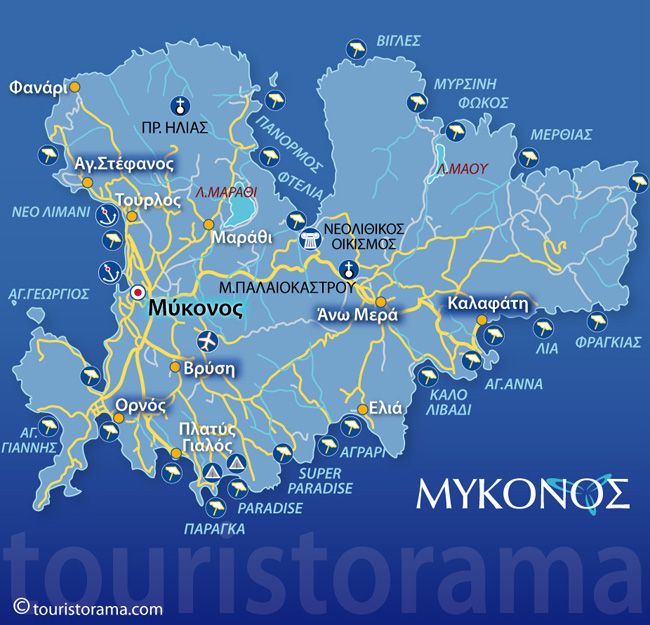 ΒΙΓΛΕΣ
Φανάρι
ΜΥΡΣΙΝΗ
ΦΩΚΟΣ
ΠΡ. ΗΛΙΑΣ
ΠΑΝΟΡΜΟΣ
ΜΕΡΘΙΑΣ
Αγ.Στέφανος
ΦΤΕΛΙΑ
Λ.ΜΑΟΥ
Λ.ΜΑΡΑΘΙ
Τούρλος
ΝΕΟ ΛΙΜΑΝΙ
Μαράθι
ΝΕΟΛΙΘΙΚΟΣ
ΟΙΚΙΣΜΟΣ
Μ.ΠΑΛΑΙΟΚΑΣΤΡΟΥ
ΑΓ.ΓΕΩΡΓΙΟΣ
Μύκονος
Άνω Μερά
Καλαφάτη
ΦΡΑΓΚΙΑΣ
ΛΙΑ
Βρύση
ΑΓ.ΑΝΝΑ
ΚΑΛΟ
ΛΙΒΑΔΙ
Ορνός
Ελιά
ΑΓ.
ΓΙΑΝΝΗΣ
Πλατύς
Γιαλός
ΑΓΡΑΡΙ
SUPER
PARADISE
PARADISE
ΠΑΡΑΓΚΑ
ΜΥΚΟΝΟΣ
touristorama
© touristorama.com